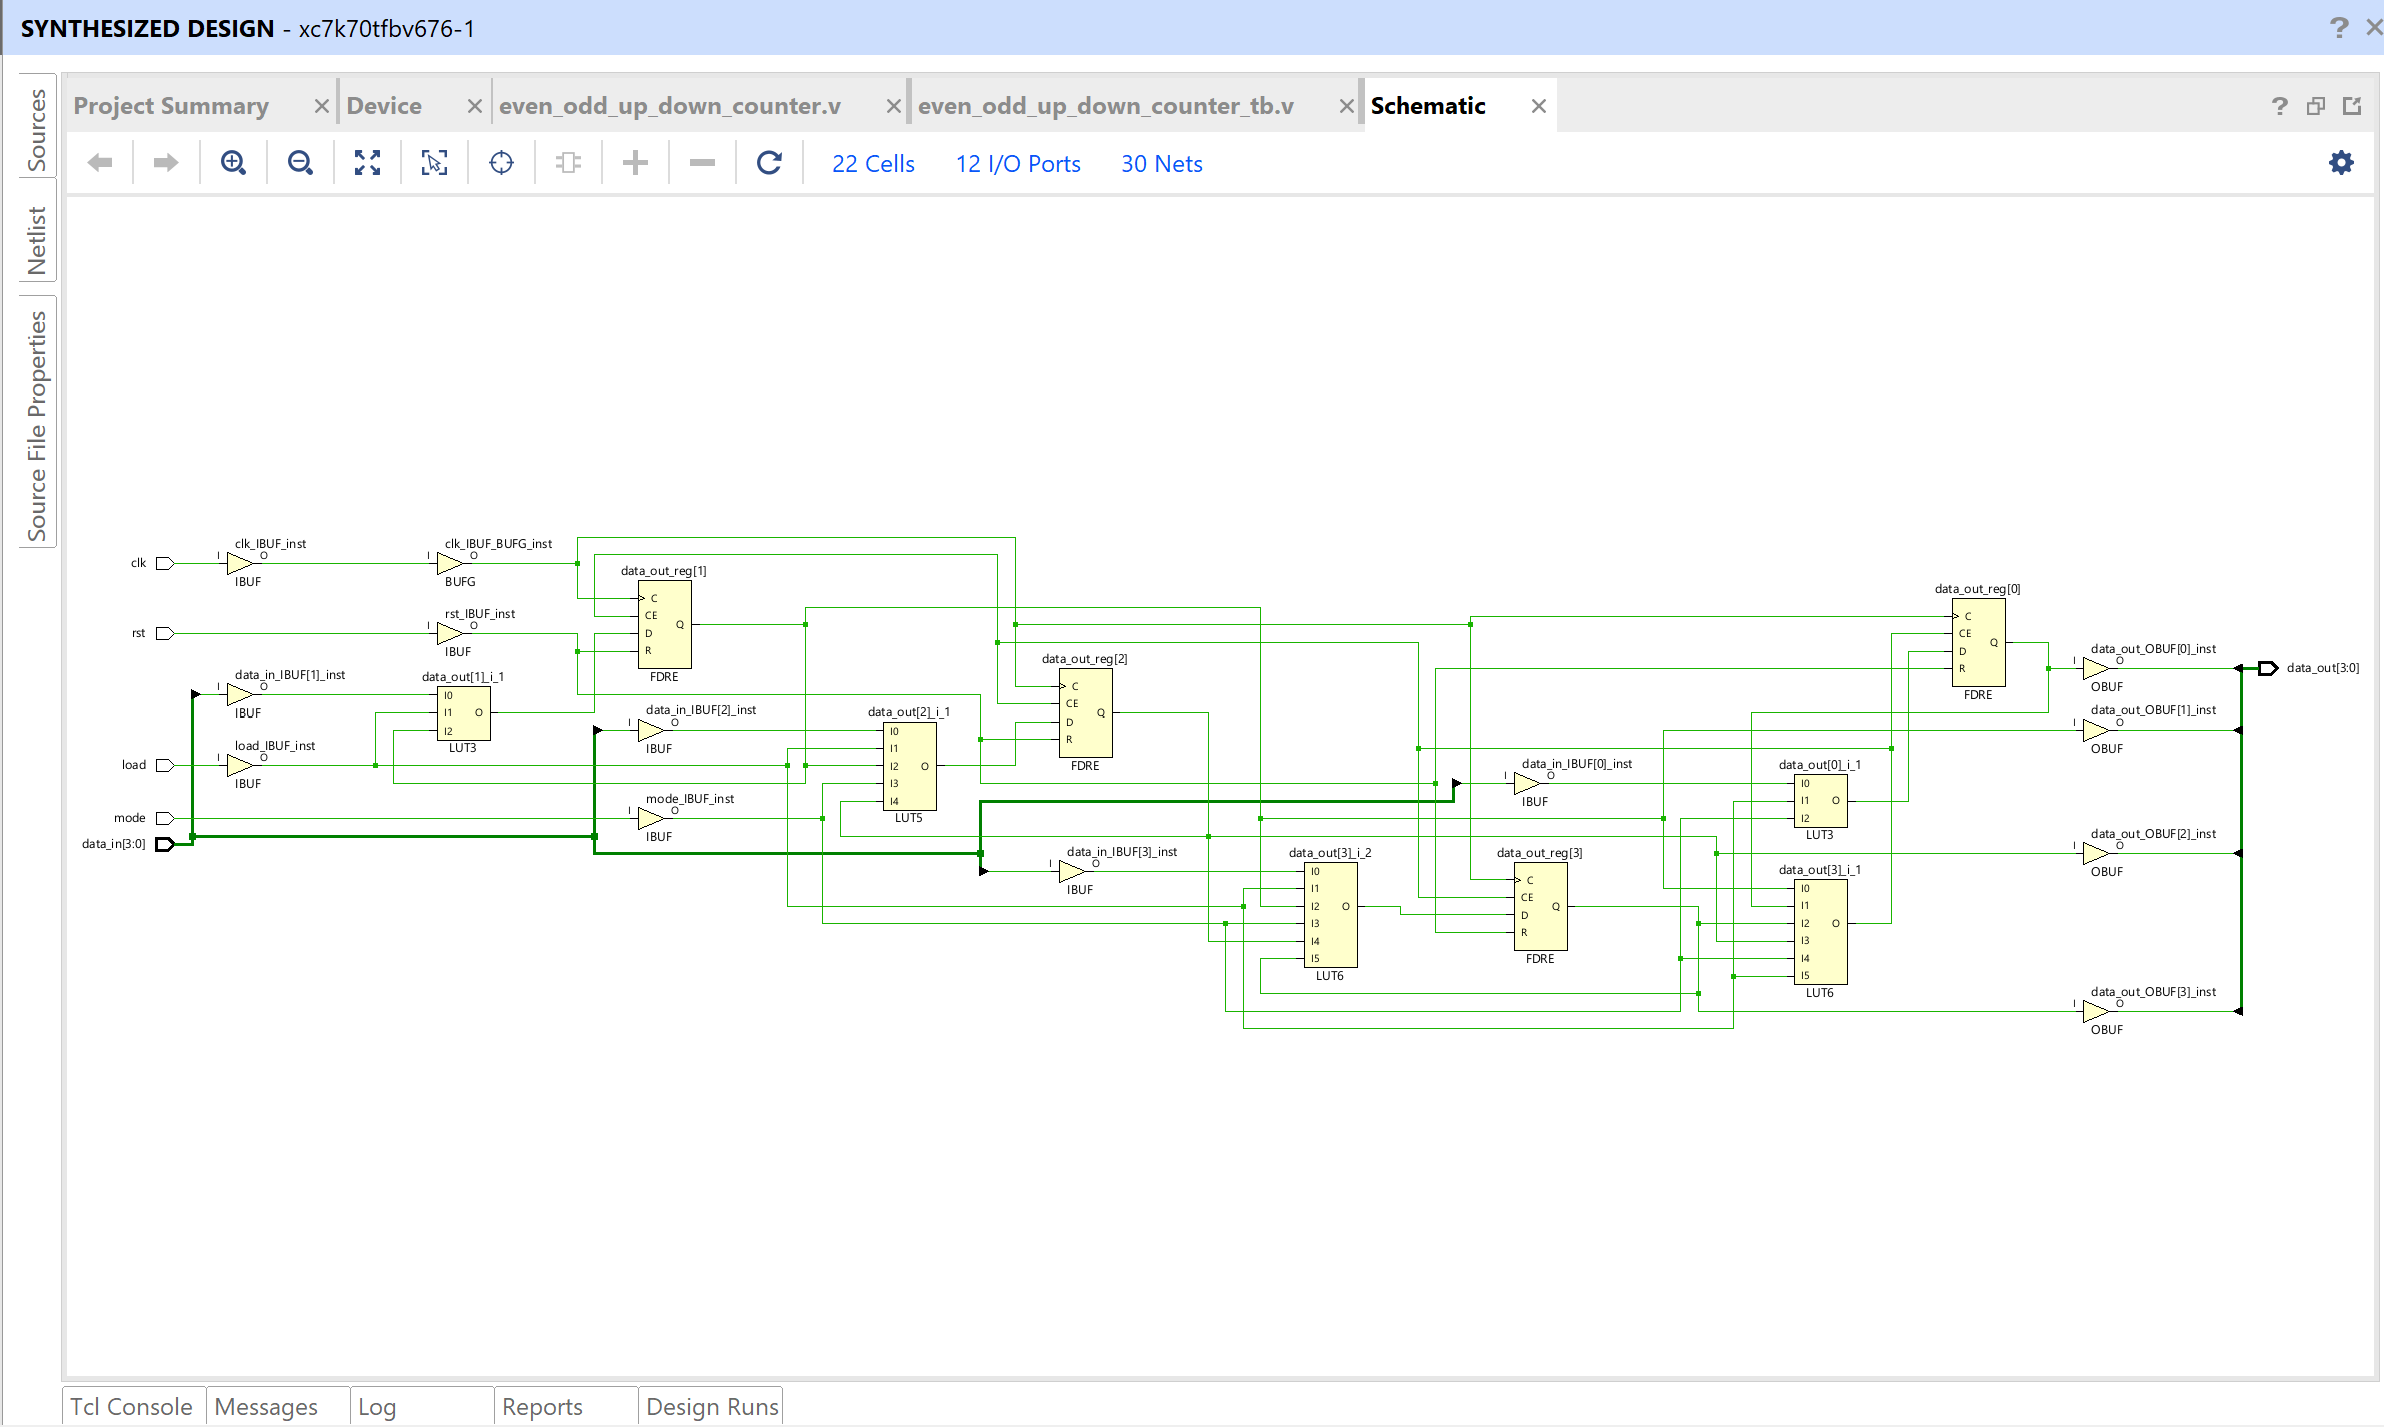 SYNTHESIZED DESIGN - xc7k70tfbv676-1
?
Sources
Netlist
Source File Properties
Project Summary
Device
even_odd_up_down_counter.v
even_odd_up_down_counter_tb.v
Schematic
?
22 Cells
12 I/O Ports
30 Nets
clk
I
clk_IBUF_inst
O
IBUF
I
clk_IBUF_BUFG_inst
O
BUFG
rst
I
rst_IBUF_inst
O
IBUF
I
data_in_IBUF[1]_inst
O
IBUF
load
I
load_IBUF_inst
O
IBUF
mode
data_in[3:0]
data_out[1]_i_1
I0
I1
I2
O
LUT3
data_out_reg[1]
C
CE
D
R
Q
FDRE
I
data_in_IBUF[2]_inst
O
IBUF
I
mode_IBUF_inst
O
IBUF
data_out[2]_i_1
I0
I1
I2
I3
I4
O
LUT5
data_out_reg[2]
C
CE
D
R
Q
FDRE
I
data_in_IBUF[3]_inst
O
IBUF
data_out[3]_i_2
I0
I1
I2
I3
I4
I5
O
LUT6
I
data_in_IBUF[0]_inst
O
IBUF
data_out_reg[3]
C
CE
D
R
Q
FDRE
data_out[0]_i_1
I0
I1
I2
O
LUT3
data_out[3]_i_1
I0
I1
I2
I3
I4
I5
O
LUT6
data_out_reg[0]
C
CE
D
R
Q
FDRE
I
data_out_OBUF[0]_inst
O
OBUF
I
data_out_OBUF[1]_inst
O
OBUF
I
data_out_OBUF[2]_inst
O
OBUF
I
data_out_OBUF[3]_inst
O
OBUF
data_out[3:0]
Tcl Console
Messages
Log
Reports
Design Runs